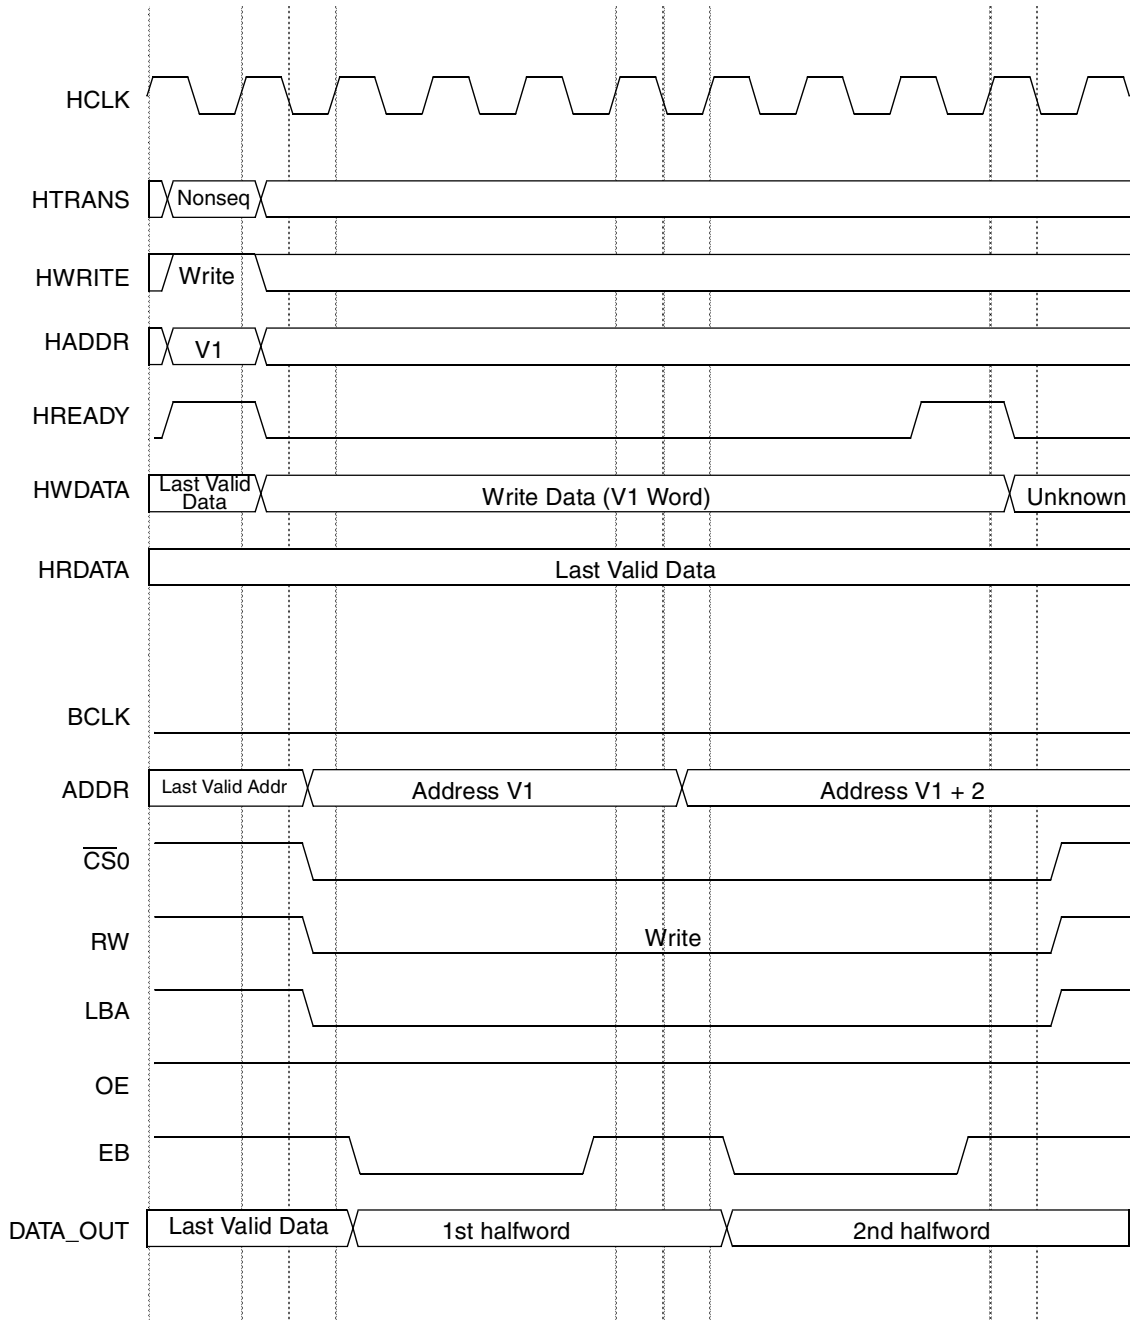 HCLK
HTRANS
Nonseq
HWRITE
Write
HADDR
V1
HREADY
HWDATA
Last Valid
Data
Write Data (V1 Word)
Unknown
HRDATA
Last Valid Data
BCLK
ADDR
Last Valid Addr
Address V1
Address V1 + 2
CS0
RW
Write
LBA
OE
EB
DATA_OUT
Last Valid Data
1st halfword
2nd halfword